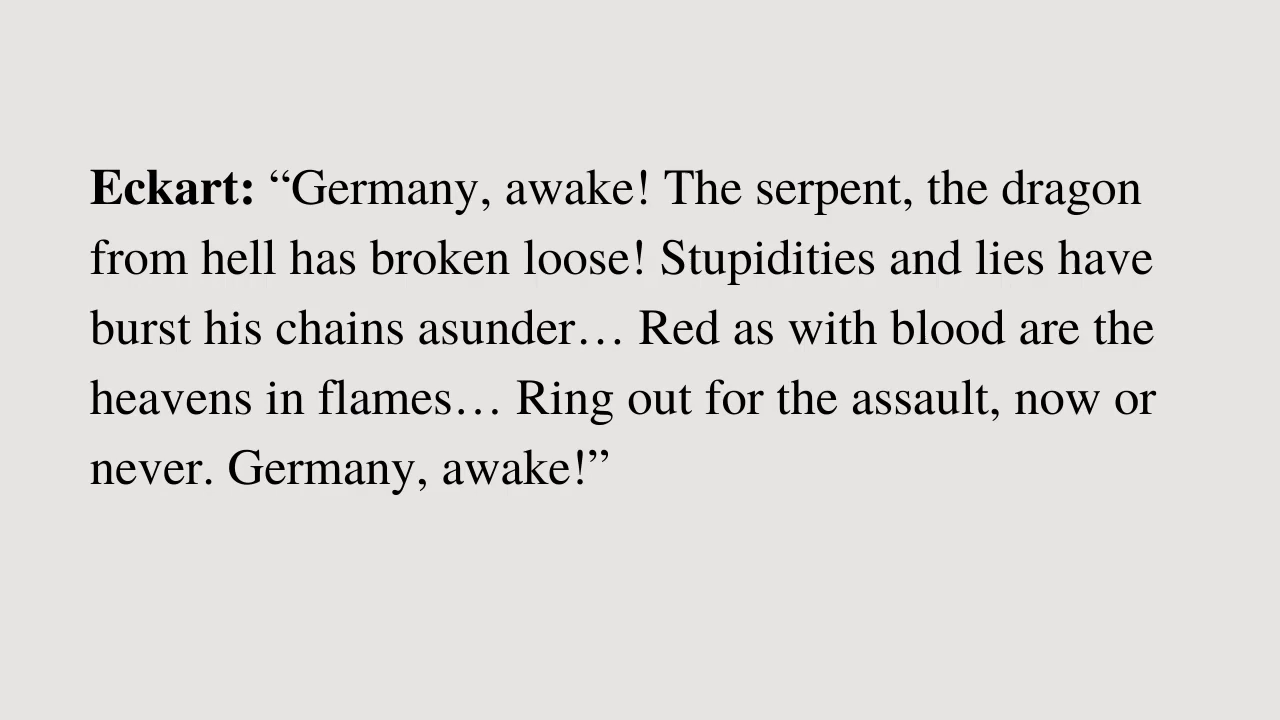 Eckart: “Germany, awake! The serpent, the dragon
from hell has broken loose! Stupidities and lies have
burst his chains asunder… Red as with blood are the
heavens in flames… Ring out for the assault, now or
never. Germany, awake!”